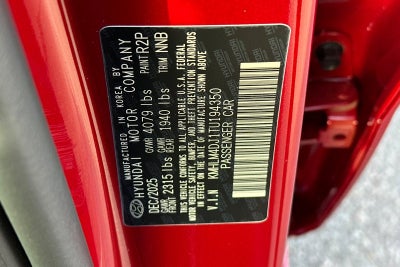 MANUFACTURED IN KOREA BY
HYUNDAI MOTOR COMPANY
PAINT R2P
DEC/2025 GVWR 4079 lbs TRIM NNB
GAWR FRONT 2315 lbs GAWR REAR 1940 lbs
THIS VEHICLE CONFORMS TO ALL APPLICABLE U.S.A. FEDERAL
MOTOR VEHICLE SAFETY, BUMPER, AND THEFT PREVENTION
STANDARDS IN EFFECT ON THE DATE OF MANUFACTURE
SHOWN ABOVE.
V.I.N KMHLM4DJ1TU194350
PASSENGER CAR